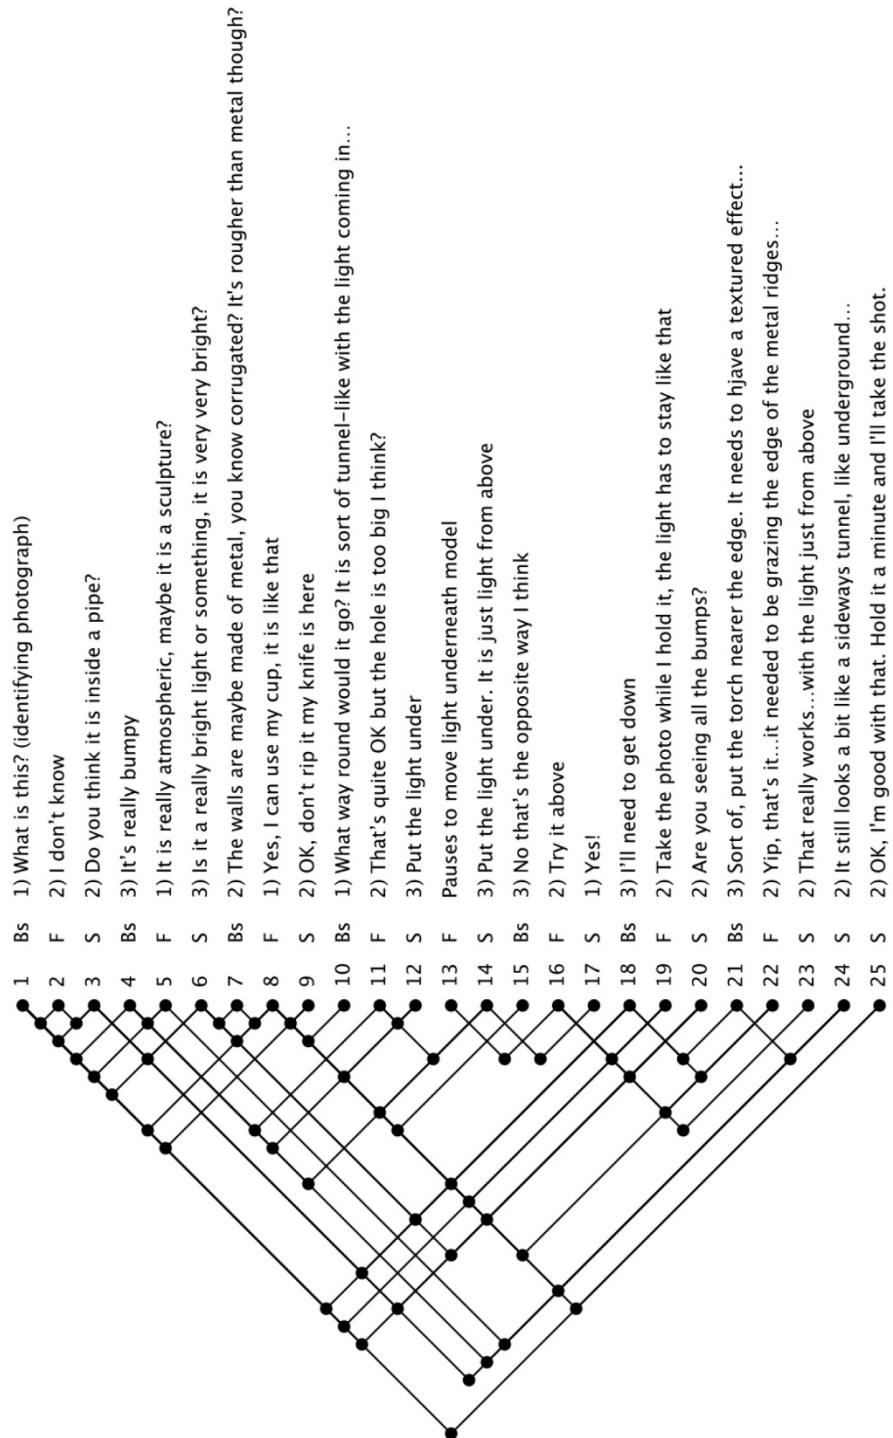 1 Bs 1) What is this? (identifying photograph)
2 F 2) I don't know
3 S 2) Do you think it is inside a pipe?
4 Bs 3) It's really bumpy
5 F 1) It is really atmospheric, maybe it is a sculpture?
6 S 3) Is it a really bright light or something, it is very very bright?
7 Bs 2) The walls are maybe made of metal, you know corrugated? It's rougher than metal though?
8 F 1) Yes, I can use my cup, it is like that
9 S 2) OK, don't rip it my knife is here
10 Bs 1) What way round would it go? It is sort of tunnel-like with the light coming in...
11 F 2) That's quite OK but the hole is too big I think?
12 S 3) Put the light under
13 F Pauses to move light underneath model
14 S 3) Put the light under. It is just light from above
15 Bs 3) No that's the opposite way I think
16 F 2) Try it above
17 S 1) Yes!
18 Bs 3) I'll need to get down
19 F 2) Take the photo while I hold it, the light has to stay like that
20 S 2) Are you seeing all the bumps?
21 Bs 3) Sort of, put the torch nearer the edge. It needs to hjave a textured effect...
22 F 2) Yip, that's it...it needed to be grazing the edge of the metal ridges...
23 S 2) That really works...with the light just from above
24 S 2) It still looks a bit like a sideways tunnel, like underground...
25 S 2) OK, I'm good with that. Hold it a minute and I'll take the shot.